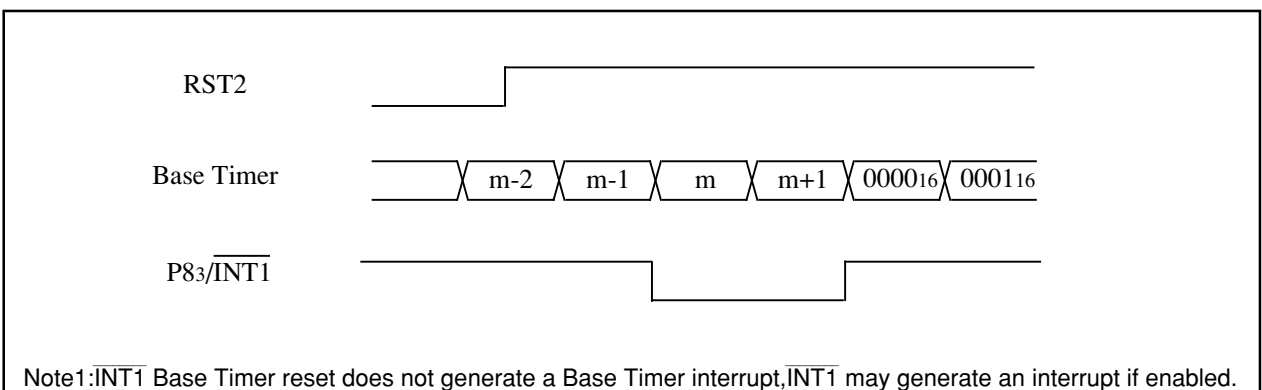 RST2
Base Timer
m-2 m-1 m m+1 000016 000116
P83/INT1
Note1:INT1 Base Timer reset does not generate a Base Timer interrupt,INT1 may generate an interrupt if enabled.